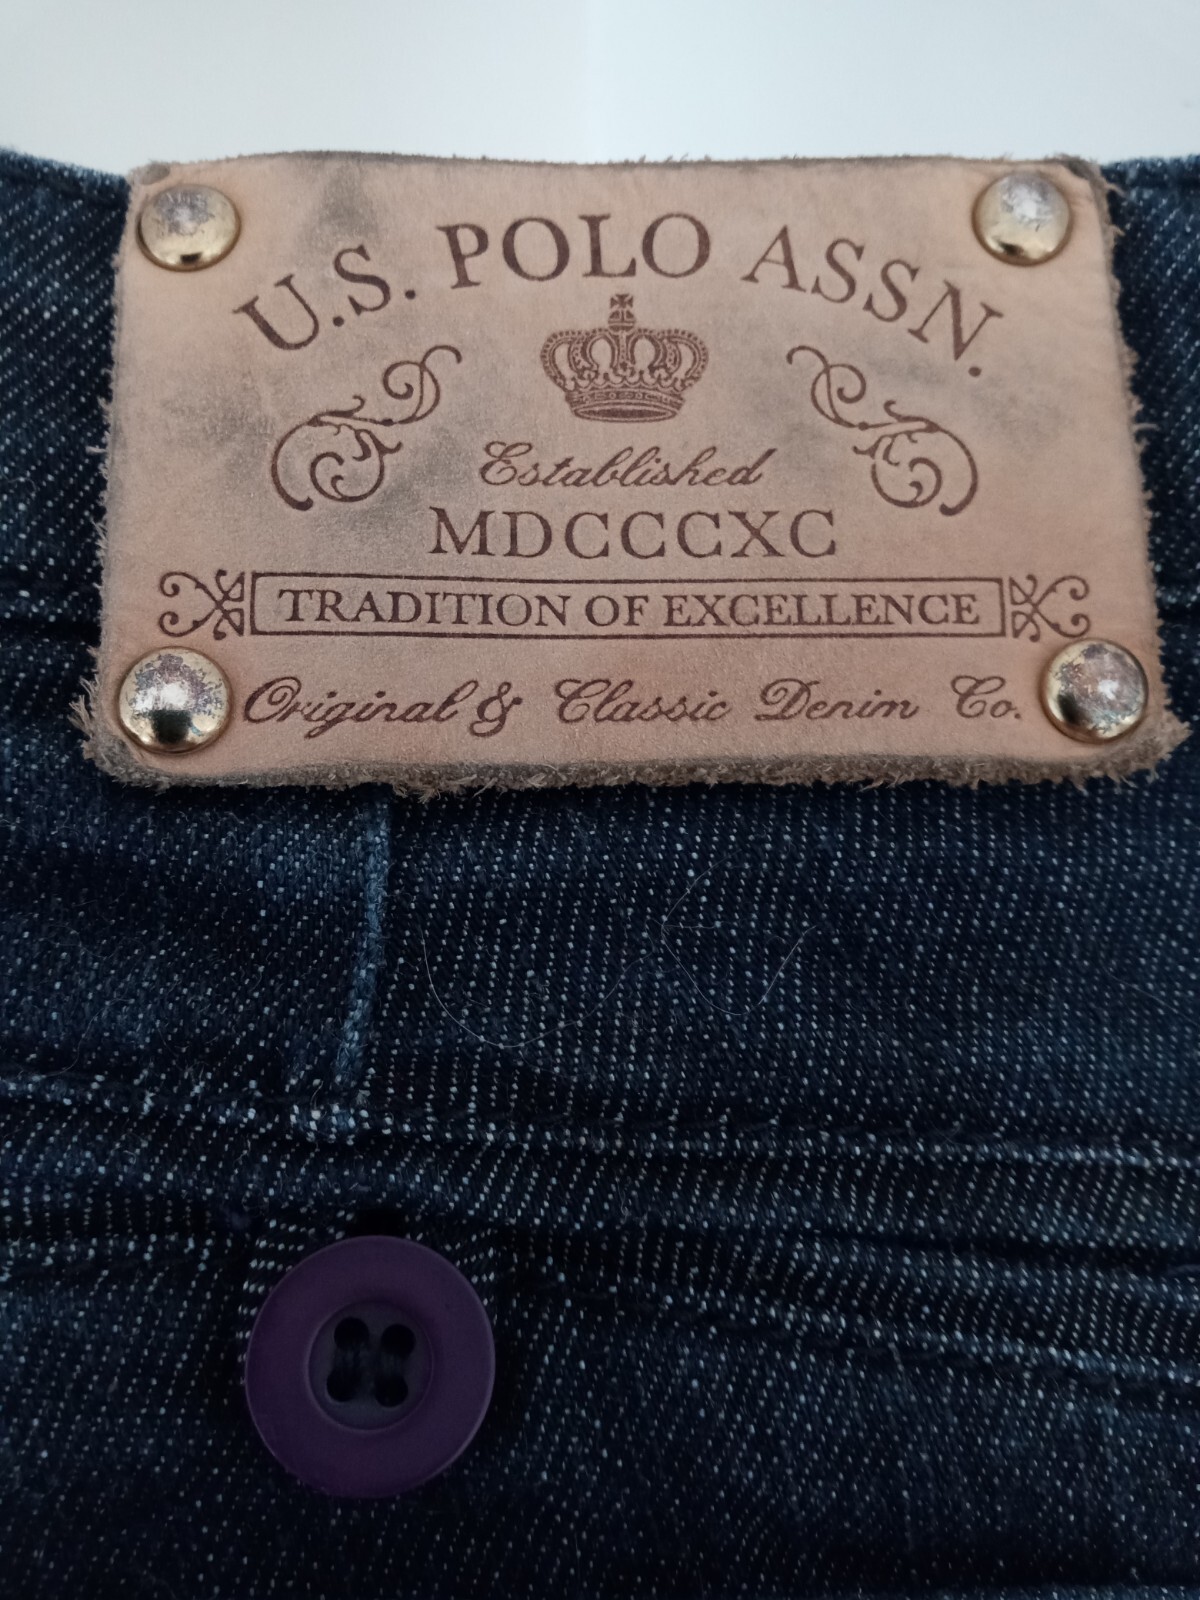 U.S. POLO ASSN.
Established
MDCCCXC
TRADITION OF EXCELLENCE
Original & Classic Denim Co.